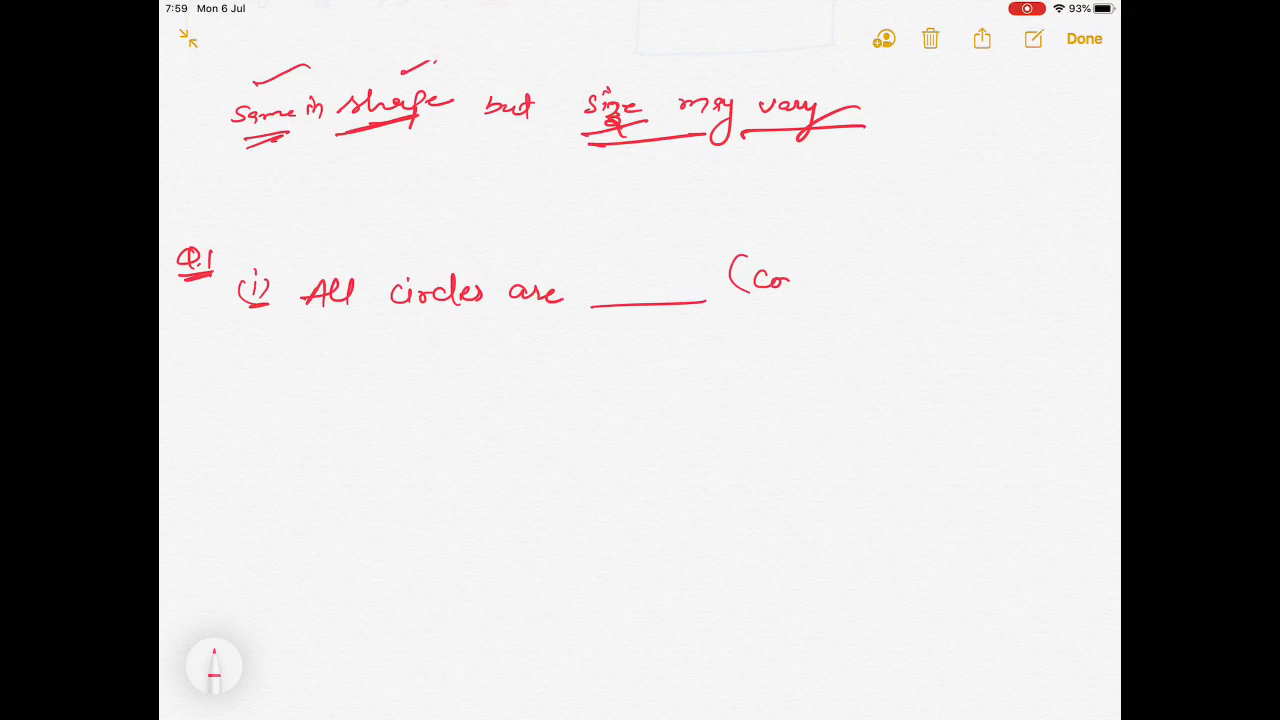 7:59 Mon 6 Jul
93%
Done
same in shape but size may vary
Q.1
(i) All circles are ______ (co